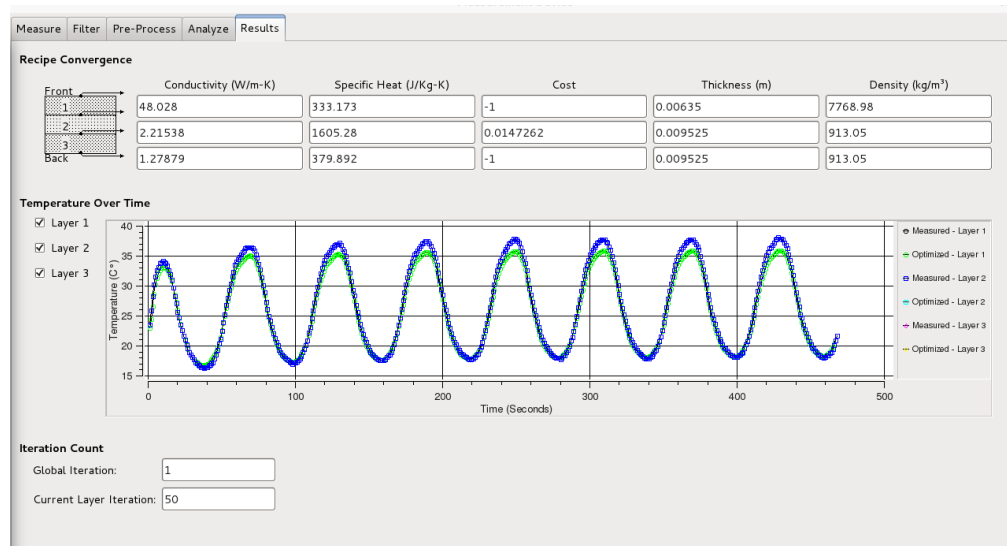 Measure Filter Pre-Process Analyze Results
Recipe Convergence
Conductivity (W/m-K) Specific Heat (J/Kg-K) Cost Thickness (m) Density (kg/m³)
Front
1 48.028 333.173 -1 0.00635 7768.98
2 2.21538 1605.28 0.0147262 0.009525 913.05
3 1.27879 379.892 -1 0.009525 913.05
Back
Temperature Over Time
Layer 1
Layer 2
Layer 3
Temperature (C°)
40
35
30
25
20
15
0 100 200 300 400 500
Time (Seconds)
Measured - Layer 1
Optimized - Layer 1
Measured - Layer 2
Optimized - Layer 2
Measured - Layer 3
Optimized - Layer 3
Iteration Count
Global Iteration: 1
Current Layer Iteration: 50